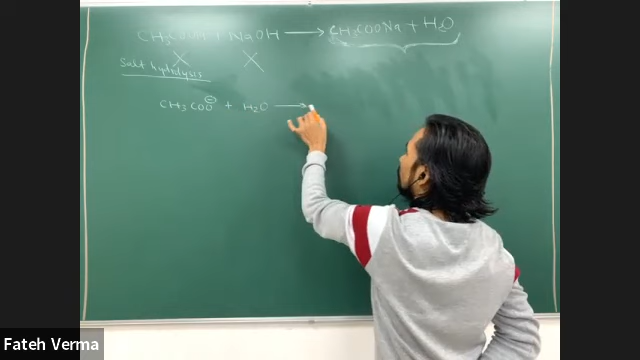 CH3COOH + NaOH → CH3COONa + H2O
Salt hydrolysis
CH3COO⊖ + H2O →
Fateh Verma